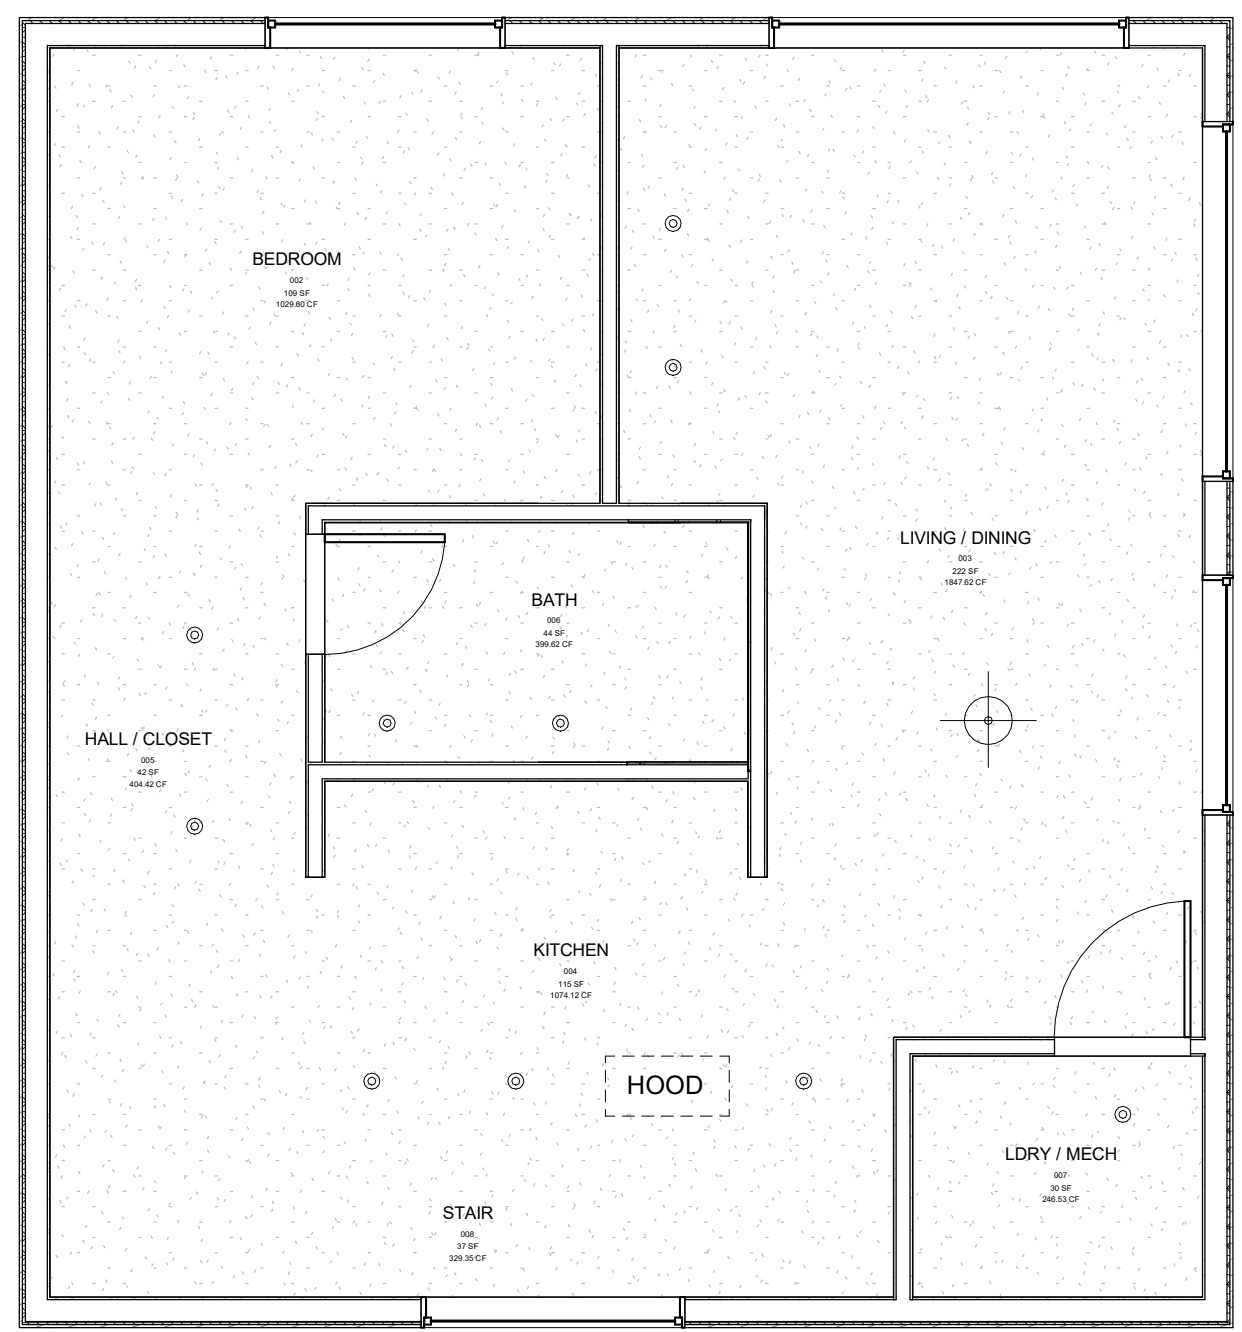 BEDROOM
002
109 SF
1029.60 CF
LIVING / DINING
003
222 SF
1847.62 CF
BATH
006
44 SF
399.62 CF
HALL / CLOSET
005
42 SF
404.42 CF
KITCHEN
004
115 SF
1074.12 CF
HOOD
LDRY / MECH
007
30 SF
246.53 CF
STAIR
008
37 SF
329.35 CF